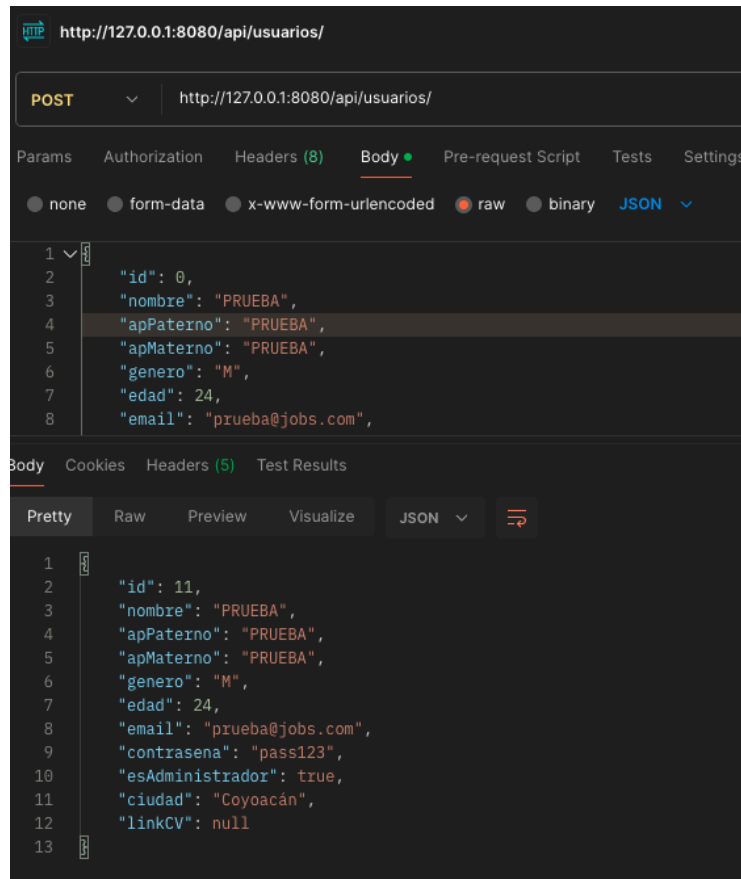 HTTP http://127.0.0.1:8080/api/usuarios/
POST http://127.0.0.1:8080/api/usuarios/
Params Authorization Headers (8) Body Pre-request Script Tests Settings
none form-data x-www-form-urlencoded raw binary JSON
1 {
2 "id": 0,
3 "nombre": "PRUEBA",
4 "apPaterno": "PRUEBA",
5 "apMaterno": "PRUEBA",
6 "genero": "M",
7 "edad": 24,
8 "email": "prueba@jobs.com",
Body Cookies Headers (5) Test Results
Pretty Raw Preview Visualize JSON
1 {
2 "id": 11,
3 "nombre": "PRUEBA",
4 "apPaterno": "PRUEBA",
5 "apMaterno": "PRUEBA",
6 "genero": "M",
7 "edad": 24,
8 "email": "prueba@jobs.com",
9 "contrasena": "pass123",
10 "esAdministrador": true,
11 "ciudad": "Coyoacán",
12 "linkCV": null
13 }